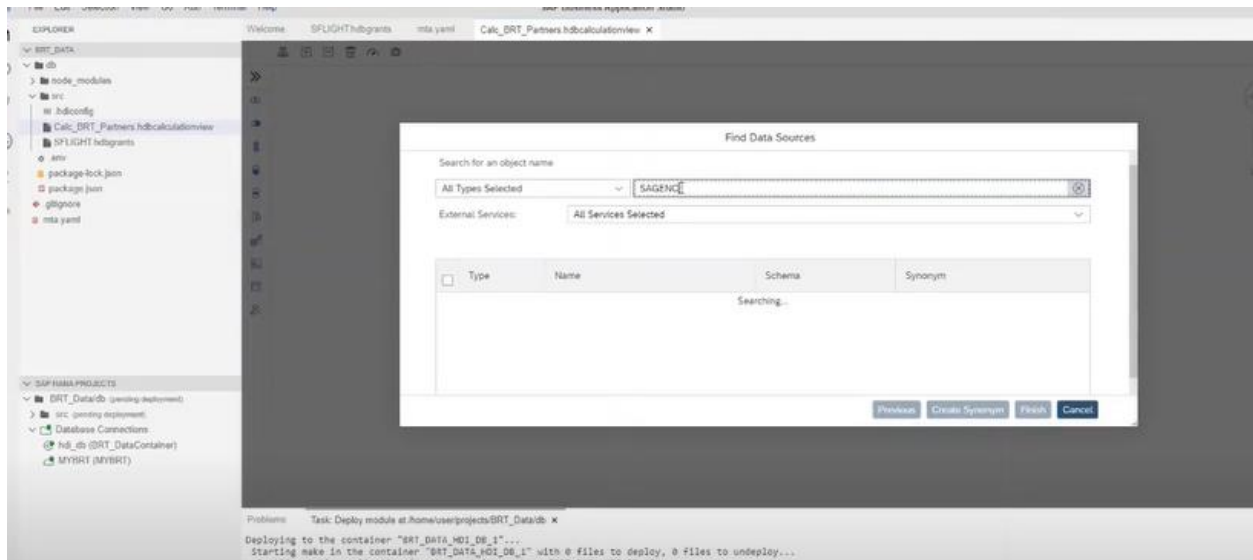 File Edit Selection View Go Run Terminal Help
SAP Business Application Studio
EXPLORER
Welcome SFLIGHT.hdbgrants mta.yaml Calc_BRT_Partners.hdbcalculationview ×
BRT_DATA
db
node_modules
src
.hdiconfig
Calc_BRT_Partners.hdbcalculationview
SFLIGHT.hdbgrants
.env
package-lock.json
package.json
.gitignore
mta.yaml
Find Data Sources
Search for an object name
All Types Selected SAGENC
External Services: All Services Selected
Type Name Schema Synonym
Searching...
Previous Create Synonym Finish Cancel
SAP HANA PROJECTS
BRT_Data/db (pending deployment)
src (pending deployment)
Database Connections
hdi_db (BRT_DataContainer)
MYBRT (MYBRT)
Problems Task: Deploy module at /home/user/projects/BRT_Data/db ×
Deploying to the container "BRT_DATA_HDI_DB_1"...
Starting make in the container "BRT_DATA_HDI_DB_1" with 0 files to deploy, 0 files to undeploy...